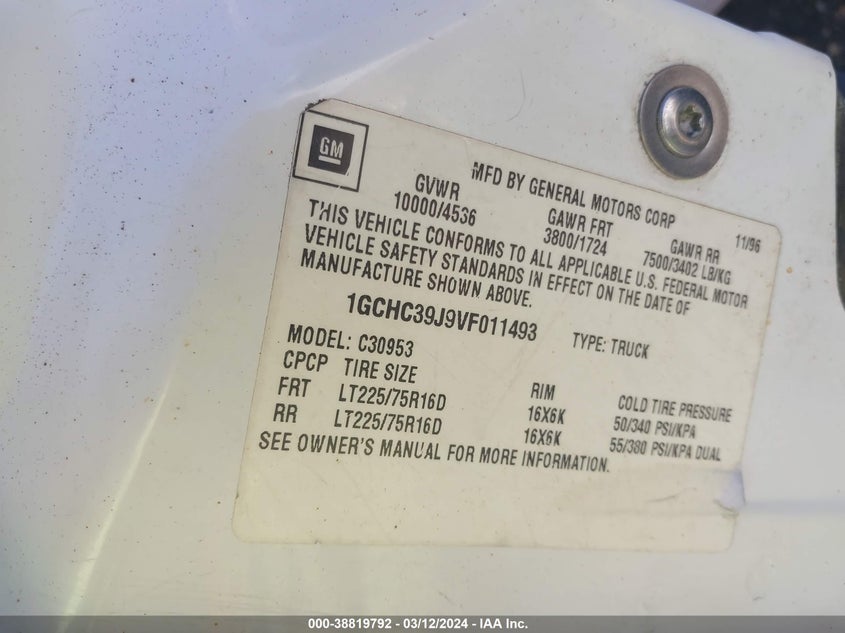 GM
MFD BY GENERAL MOTORS CORP
11/96
GVWR GAWR FRT GAWR RR
10000/4536 3800/1724 7500/3402 LB/KG
THIS VEHICLE CONFORMS TO ALL APPLICABLE U.S. FEDERAL MOTOR
VEHICLE SAFETY STANDARDS IN EFFECT ON THE DATE OF
MANUFACTURE SHOWN ABOVE.
1GCHC39J9VF011493 TYPE: TRUCK
MODEL: C30953
CPCP TIRE SIZE RIM COLD TIRE PRESSURE
FRT LT225/75R16D 16X6K 50/340 PSI/KPA
RR LT225/75R16D 16X6K 55/380 PSI/KPA DUAL
SEE OWNER'S MANUAL FOR MORE INFORMATION.
000-38819792 - 03/12/2024 - IAA Inc.